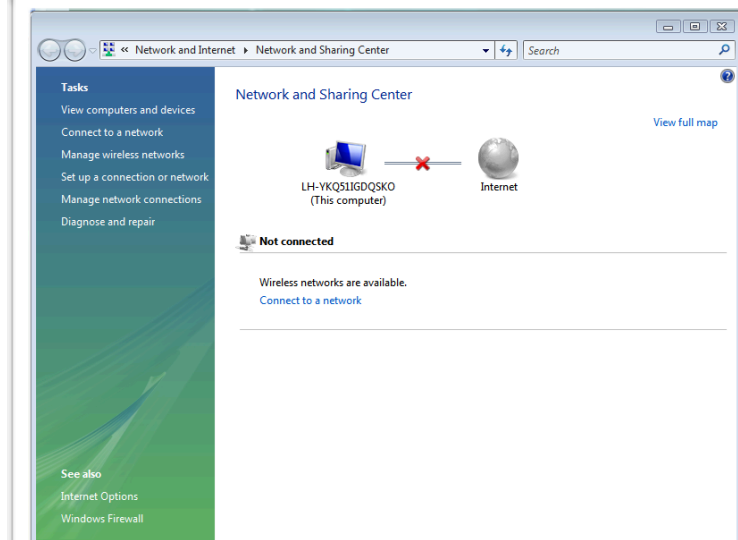 « Network and Internet ▸ Network and Sharing Center
Search
Tasks
View computers and devices
Connect to a network
Manage wireless networks
Set up a connection or network
Manage network connections
Diagnose and repair
See also
Internet Options
Windows Firewall
Network and Sharing Center
View full map
LH-YKQ51IGDQSKO
(This computer)
Internet
Not connected
Wireless networks are available.
Connect to a network